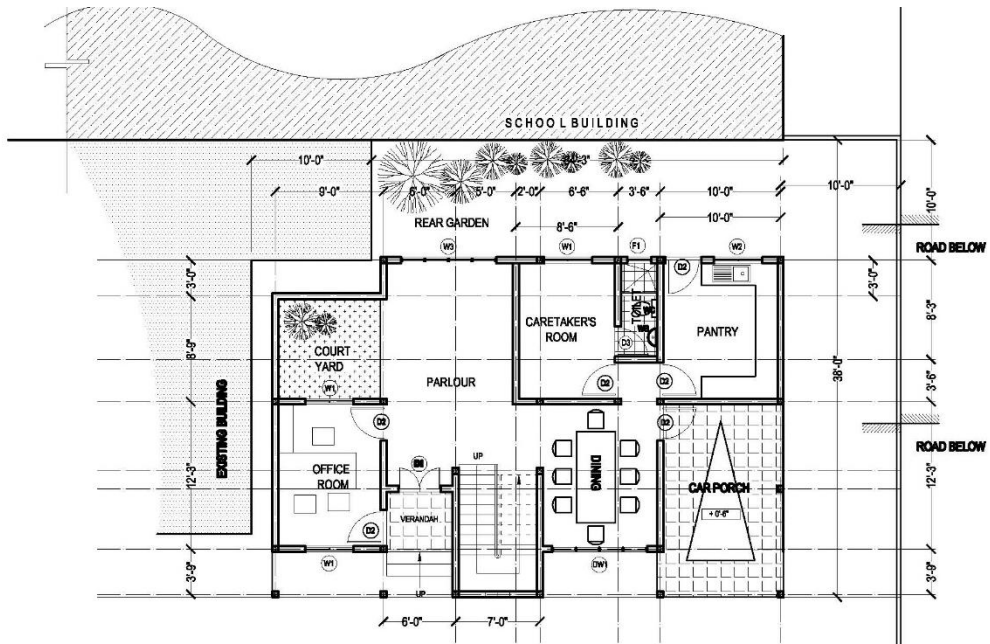 SCHOOL BUILDING
10'-0"
9'-0"
6'-0"
5'-0"
2'-0"
6'-6"
3'-6"
10'-0"
10'-0"
10'-0"
REAR GARDEN
8'-6"
10'-0"
ROAD BELOW
W3
W1
F1
W2
D2
3'-0"
3'-0"
8'-3"
TOILET
CARETAKER'S
ROOM
D3
PANTRY
8'-9"
COURT
YARD
PARLOUR
38'-0"
W1
D2
D2
3'-6"
EXISTING BUILDING
D2
D2
ROAD BELOW
UP
DINING
OFFICE
ROOM
12'-3"
12'-3"
CAR PORCH
+ 0'-6"
VERANDAH
D2
W1
DW1
3'-9"
3'-9"
UP
6'-0"
7'-0"